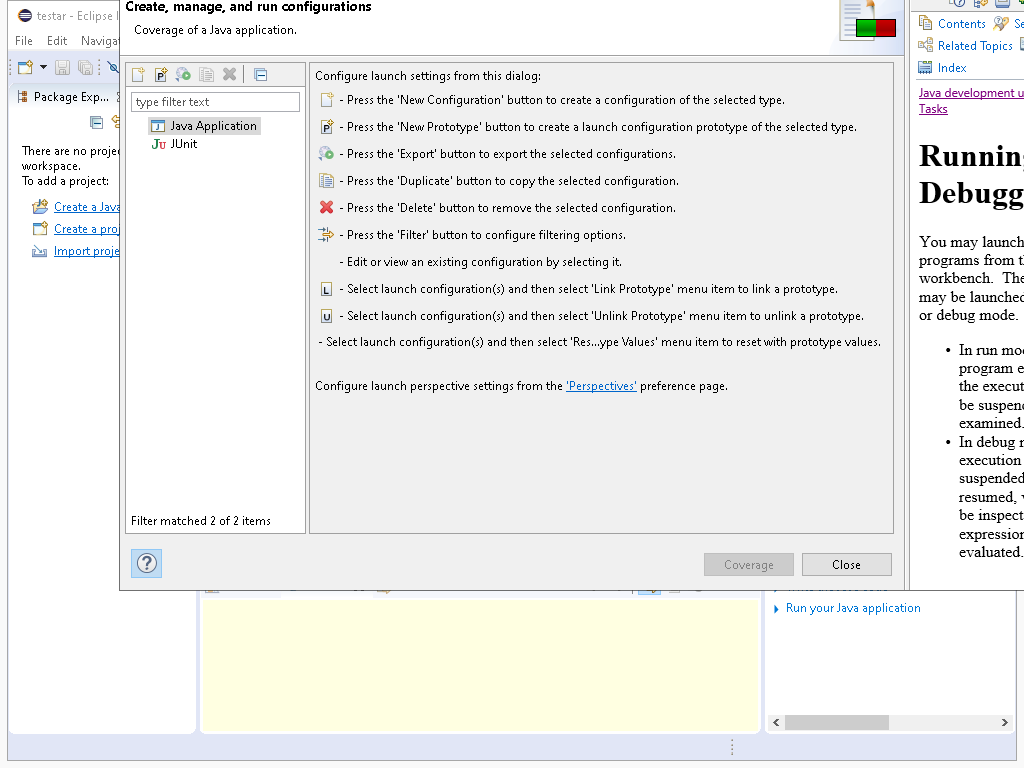 testar - Eclipse
File Edit Naviga
Package Exp...
There are no proje
workspace.
To add a project:
Create a Java
Create a proj
Import proje
Create, manage, and run configurations
Coverage of a Java application.
type filter text
Java Application
JUnit
Filter matched 2 of 2 items
Configure launch settings from this dialog:
- Press the 'New Configuration' button to create a configuration of the selected type.
- Press the 'New Prototype' button to create a launch configuration prototype of the selected type.
- Press the 'Export' button to export the selected configurations.
- Press the 'Duplicate' button to copy the selected configuration.
- Press the 'Delete' button to remove the selected configuration.
- Press the 'Filter' button to configure filtering options.
- Edit or view an existing configuration by selecting it.
- Select launch configuration(s) and then select 'Link Prototype' menu item to link a prototype.
- Select launch configuration(s) and then select 'Unlink Prototype' menu item to unlink a prototype.
- Select launch configuration(s) and then select 'Res...ype Values' menu item to reset with prototype values.
Configure launch perspective settings from the 'Perspectives' preference page.
Coverage
Close
Contents Se
Related Topics
Index
Java development u
Tasks
Running
Debugg
You may launch
programs from th
workbench. The
may be launched
or debug mode.
• In run mod
program e
the execut
be suspend
examined.
• In debug m
execution
suspended
resumed, v
be inspect
expression
evaluated.
Run your Java application